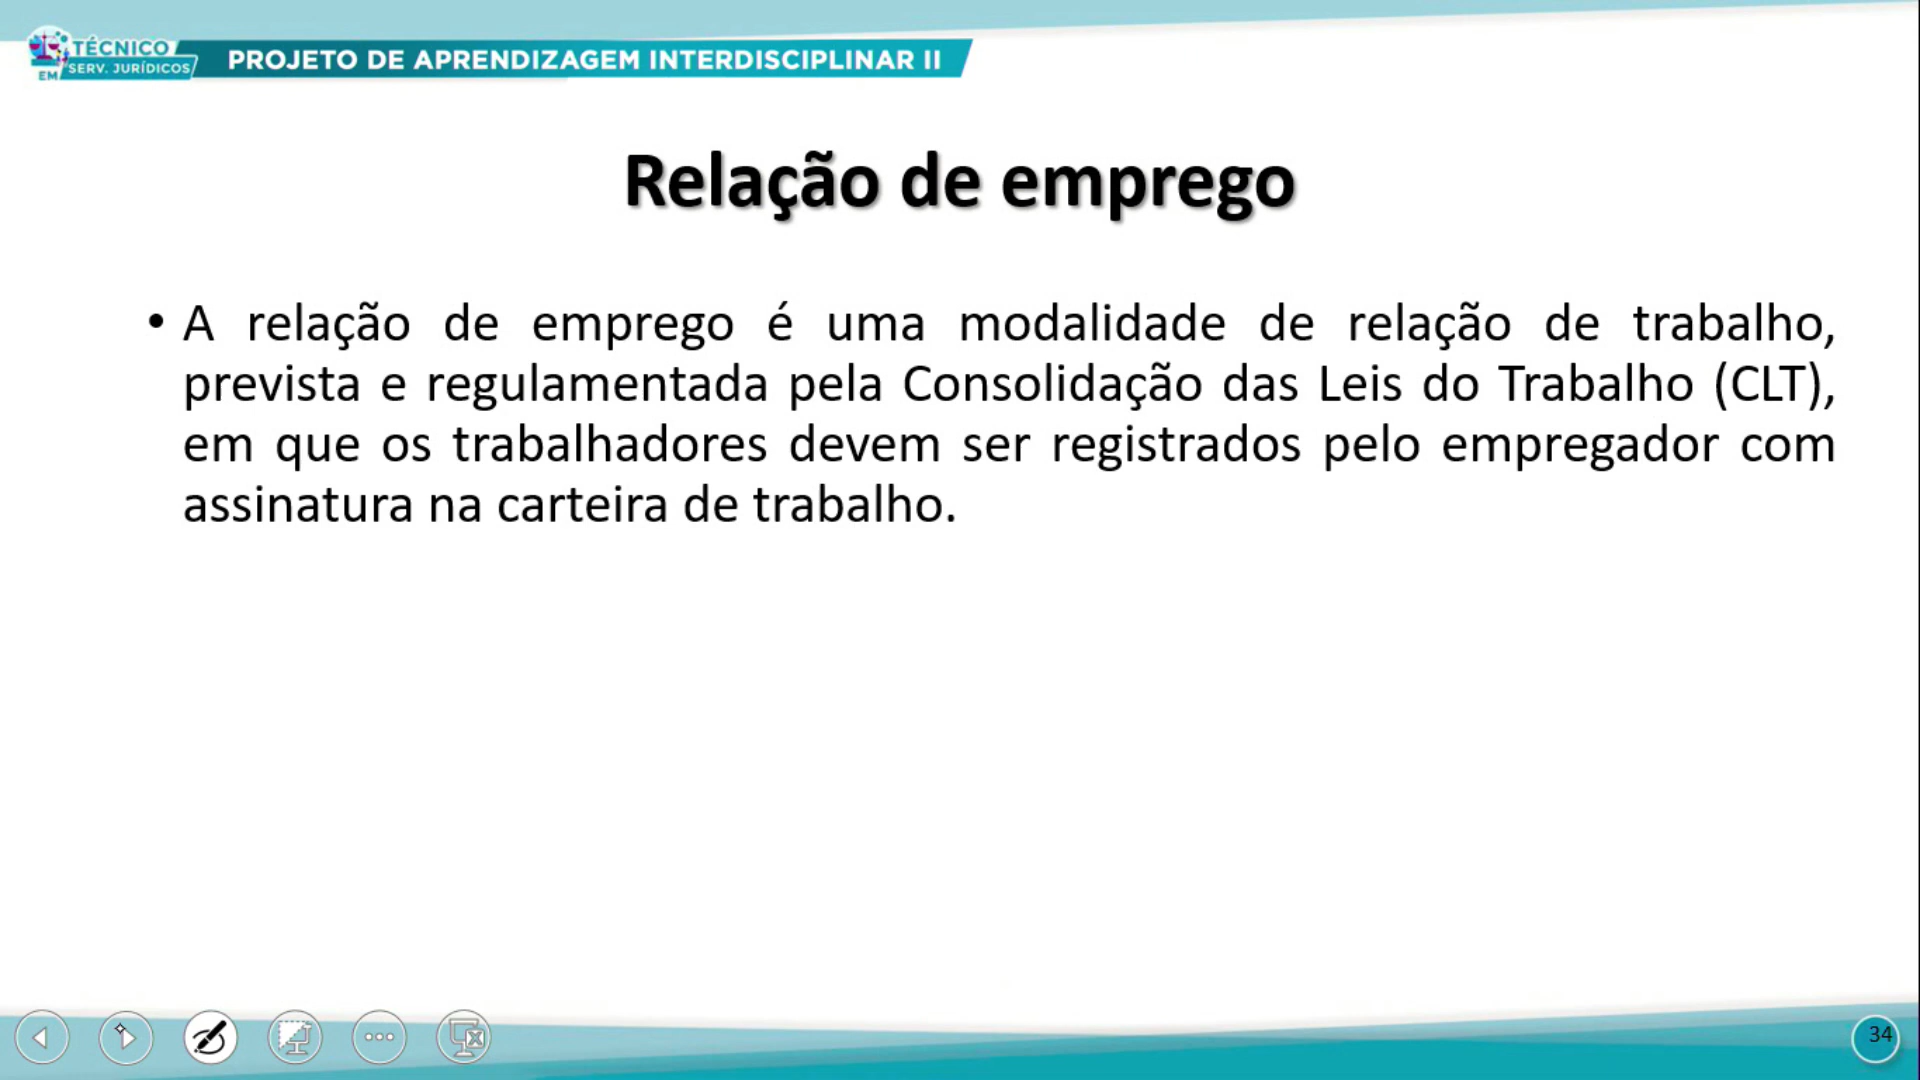 TÉCNICO
EM SERV. JURÍDICOS
PROJETO DE APRENDIZAGEM INTERDISCIPLINAR II
Relação de emprego
• A relação de emprego é uma modalidade de relação de trabalho,
prevista e regulamentada pela Consolidação das Leis do Trabalho (CLT),
em que os trabalhadores devem ser registrados pelo empregador com
assinatura na carteira de trabalho.
34